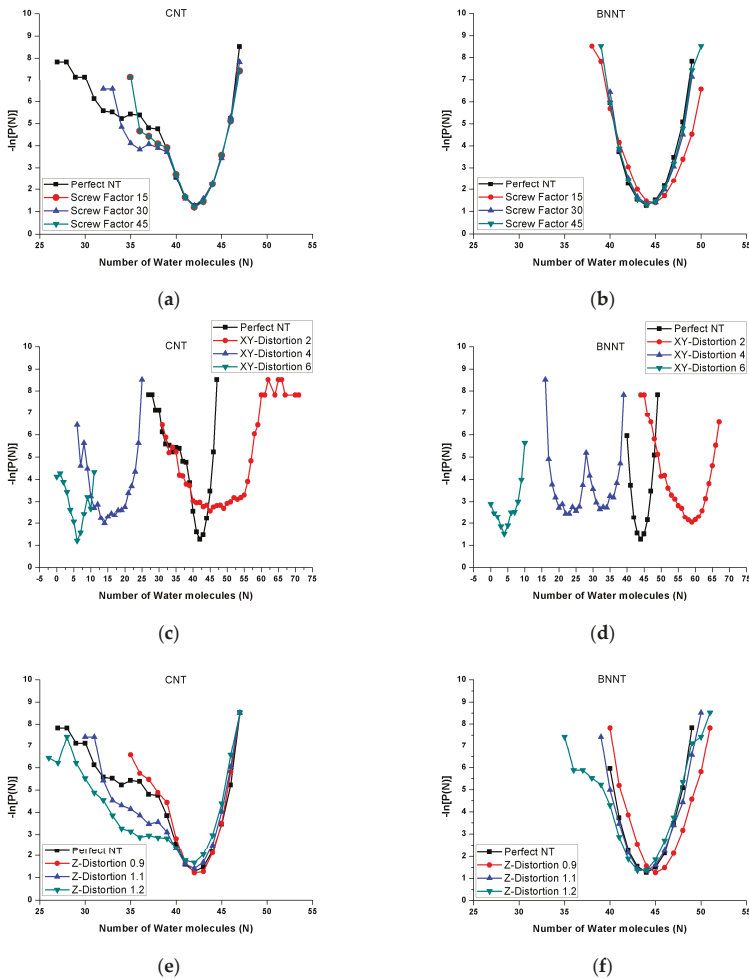 CNT
10
9
8
7
6
5
4
3
2
1
0
-ln[P(N)]
Perfect NT
Screw Factor 15
Screw Factor 30
Screw Factor 45
25 30 35 40 45 50 55
Number of Water molecules (N)
(a)
BNNT
10
9
8
7
6
5
4
3
2
1
0
-ln[P(N)]
Perfect NT
Screw Factor 15
Screw Factor 30
Screw Factor 45
25 30 35 40 45 50 55
Number of Water molecules (N)
(b)
Perfect NT
XY-Distortion 2
XY-Distortion 4
XY-Distortion 6
CNT
10
9
8
7
6
5
4
3
2
1
0
-ln[P(N)]
-5 0 5 10 15 20 25 30 35 40 45 50 55 60 65 70 75
Number of Water molecules (N)
(c)
Perfect NT
XY-Distortion 2
XY-Distortion 4
XY-Distortion 6
BNNT
10
9
8
7
6
5
4
3
2
1
0
-ln[P(N)]
-5 0 5 10 15 20 25 30 35 40 45 50 55 60 65 70 75
Number of Water molecules (N)
(d)
CNT
10
9
8
7
6
5
4
3
2
1
0
-ln[P(N)]
Perfect NT
Z-Distortion 0.9
Z-Distortion 1.1
Z-Distortion 1.2
25 30 35 40 45 50 55
Number of Water molecules (N)
(e)
BNNT
10
9
8
7
6
5
4
3
2
1
0
-ln[P(N)]
Perfect NT
Z-Distortion 0.9
Z-Distortion 1.1
Z-Distortion 1.2
25 30 35 40 45 50 55
Number of Water molecules (N)
(f)